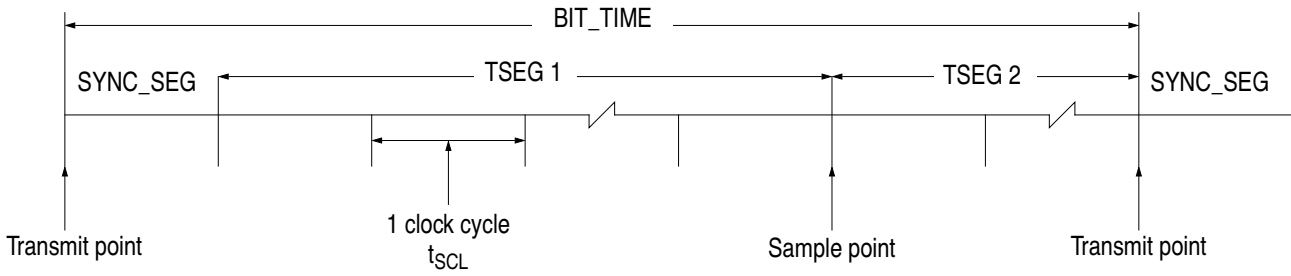 BIT_TIME
SYNC_SEG
TSEG 1
TSEG 2
SYNC_SEG
Transmit point
1 clock cycle
tSCL
Sample point
Transmit point